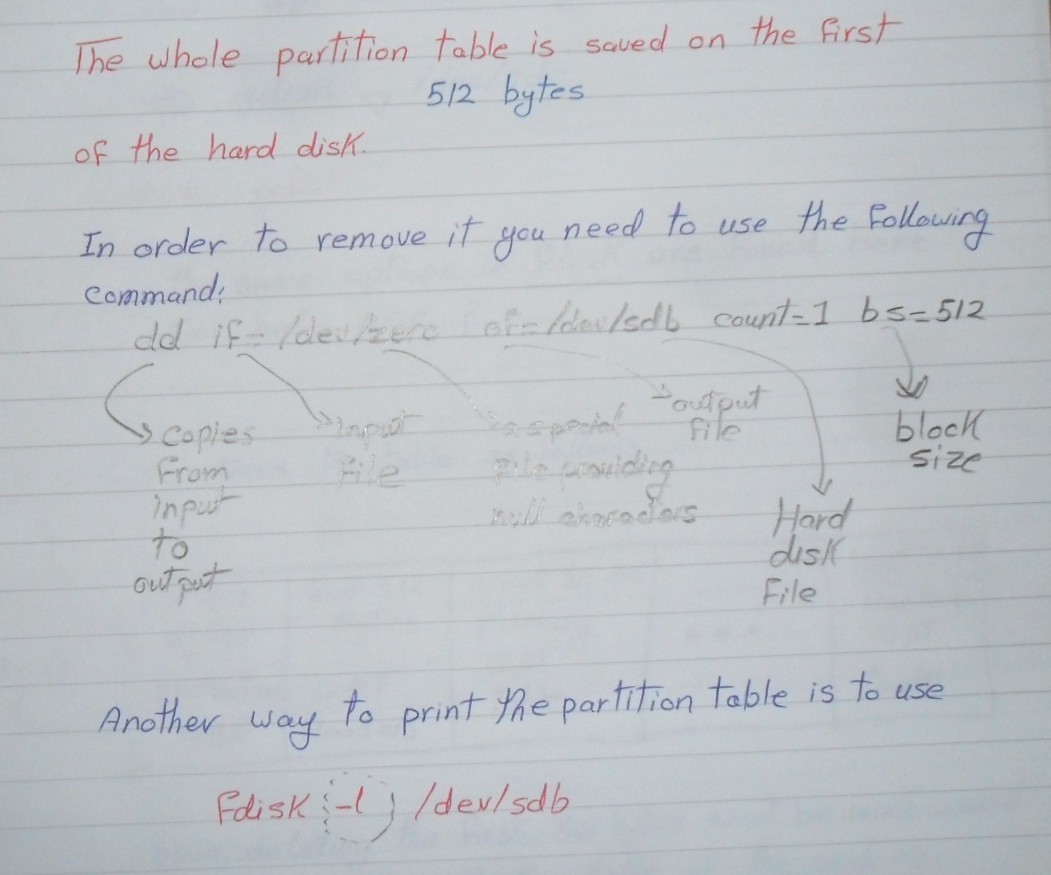 The whole partition table is saved on the first
512 bytes
of the hard disk.
In order to remove it you need to use the following
command:
dd if=/dev/zero of=/dev/sdb count=1 bs=512
copies
From
input
to
output
input
File
a special
file providing
null characters
output
file
Hard
disk
File
block
size
Another way to print the partition table is to use
Fdisk -l /dev/sdb